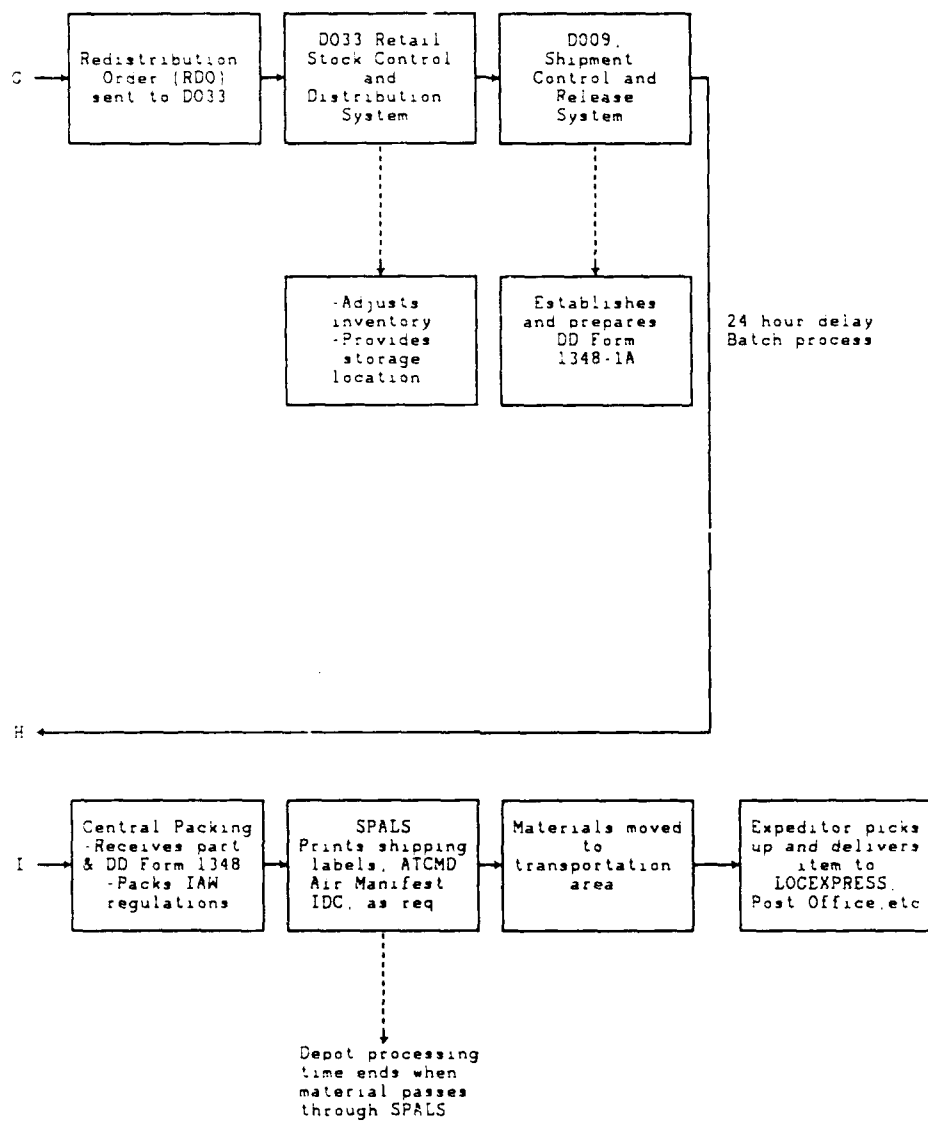 G
Redistribution
Order (RDO)
sent to D033
D033 Retail
Stock Control
and
Distribution
System
D009,
Shipment
Control and
Release
System
-Adjusts
inventory
-Provides
storage
location
Establishes
and prepares
DD Form
1348-1A
24 hour delay
Batch process
H
I
Central Packing
-Receives part
& DD Form 1348
-Packs IAW
regulations
SPALS
Prints shipping
labels, ATCMD
Air Manifest
IDC, as req
Materials moved
to
transportation
area
Expeditor picks
up and delivers
item to
LOGEXPRESS,
Post Office,etc
Depot processing
time ends when
material passes
through SPALS